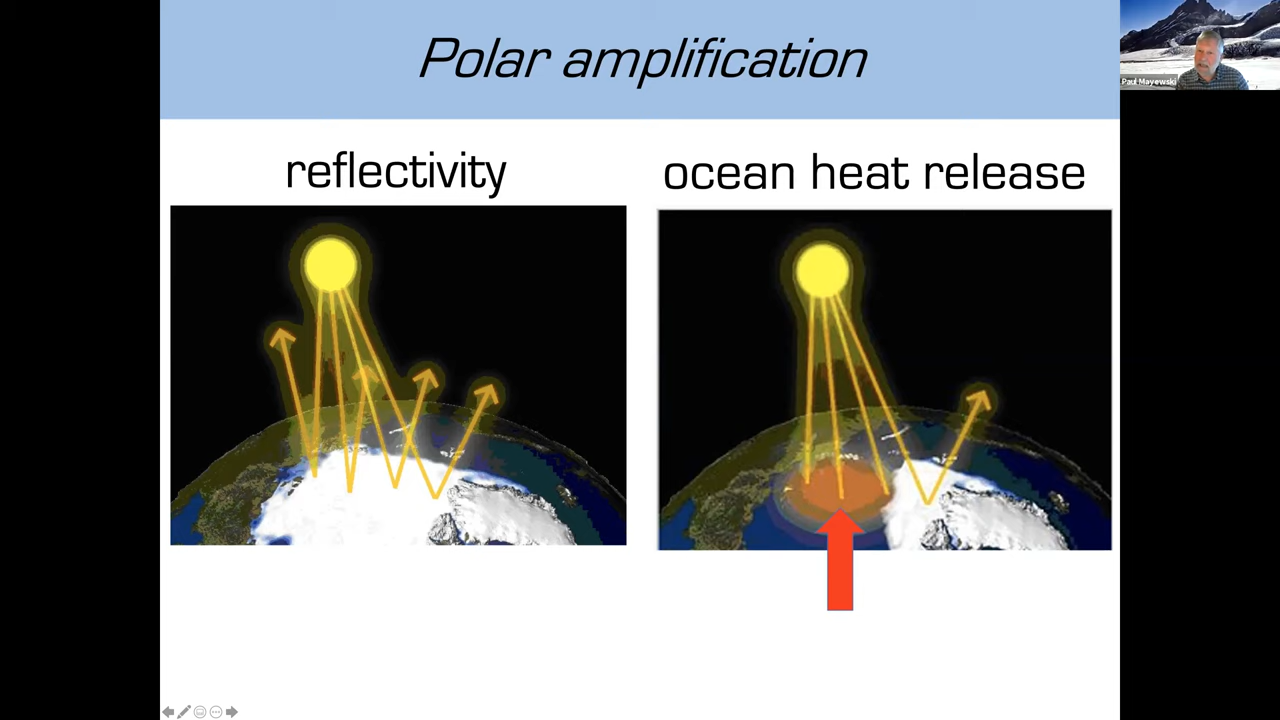 Polar amplification
Paul Mayewski
reflectivity
ocean heat release